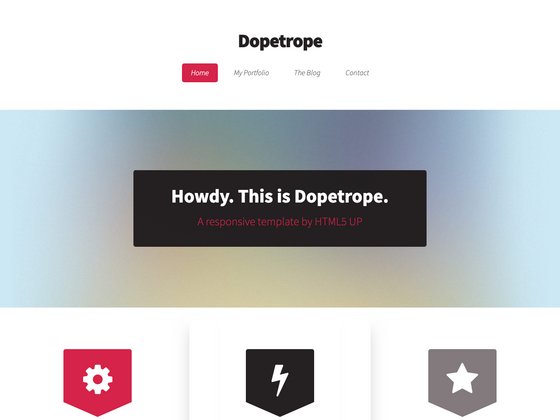 Dopetrope
Home My Portfolio The Blog Contact
Howdy. This is Dopetrope.
A responsive template by HTML5 UP